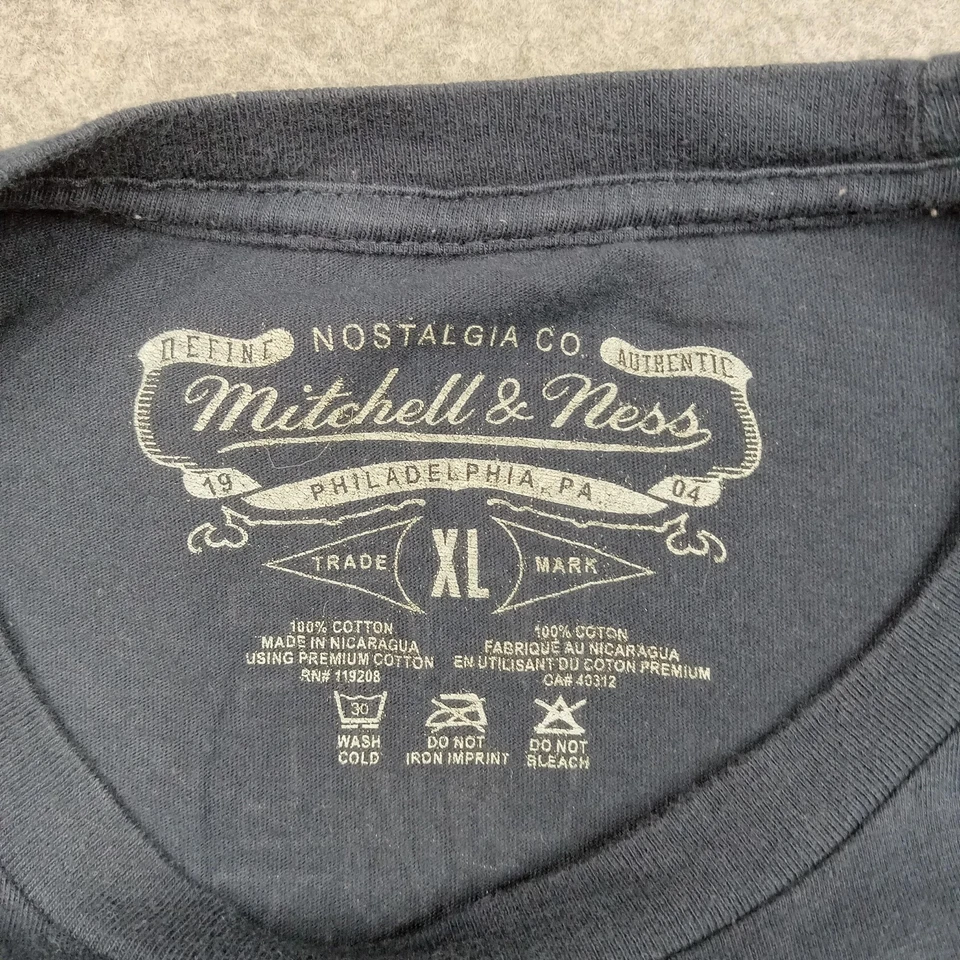 DEFINE NOSTALGIA CO. AUTHENTIC
Mitchell & Ness
19 PHILADELPHIA, PA 04
TRADE XL MARK
100% COTTON
MADE IN NICARAGUA
USING PREMIUM COTTON
RN# 119208
100% COTON
FABRIQUE AU NICARAGUA
EN UTILISANT DU COTON PREMIUM
CA# 40312
30
WASH
COLD
DO NOT
IRON IMPRINT
DO NOT
BLEACH